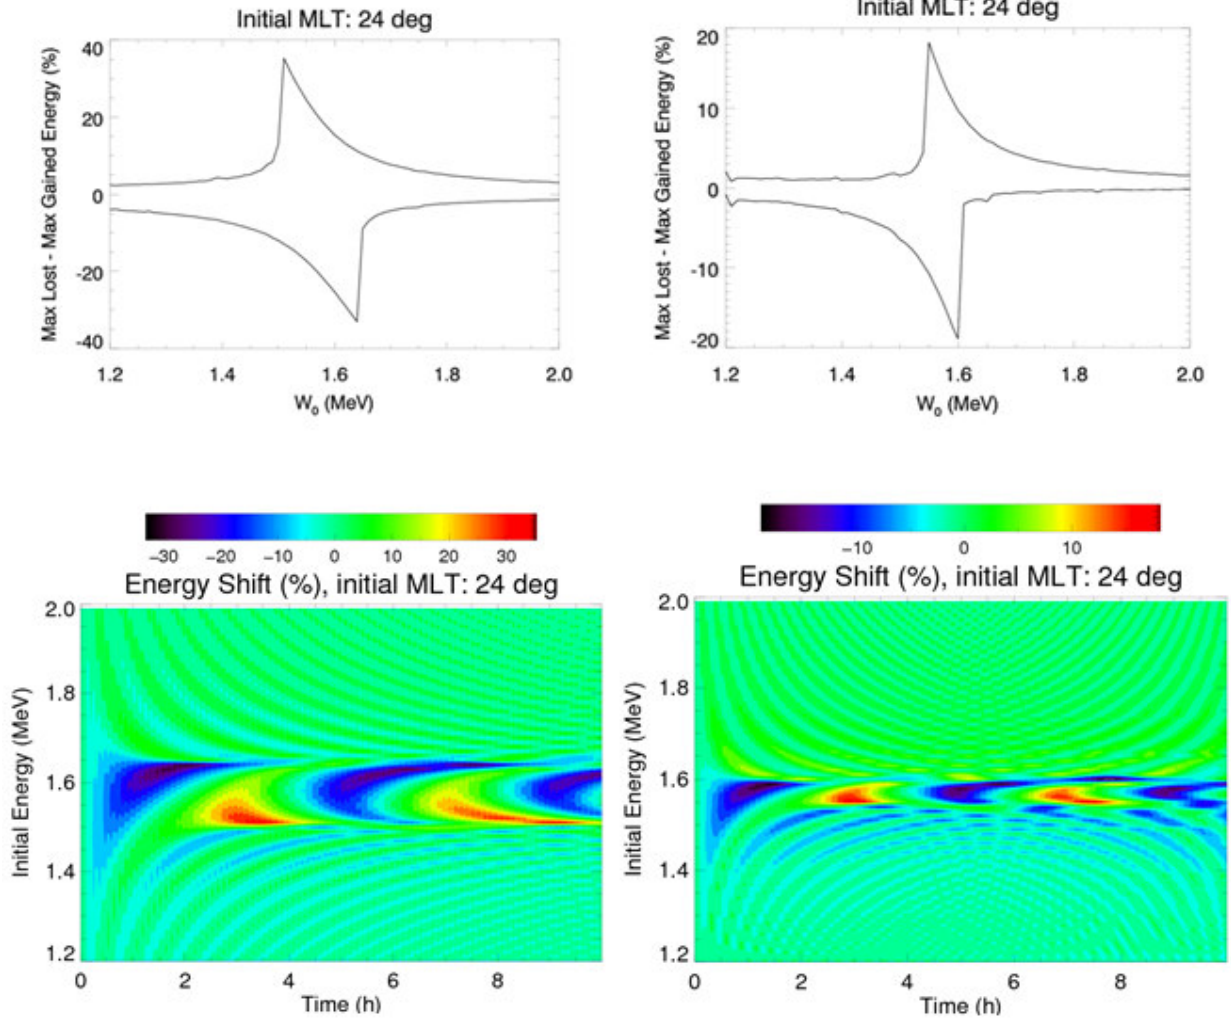 Initial MLT: 24 deg
Max Lost - Max Gained Energy (%)
40
20
0
-20
-40
1.2 1.4 1.6 1.8 2.0
W₀ (MeV)
Initial MLT: 24 deg
Max Lost - Max Gained Energy (%)
20
10
0
-10
-20
1.2 1.4 1.6 1.8 2.0
W₀ (MeV)
-30 -20 -10 0 10 20 30
Energy Shift (%), initial MLT: 24 deg
Initial Energy (MeV)
2.0
1.8
1.6
1.4
1.2
0 2 4 6 8
Time (h)
-10 0 10
Energy Shift (%), initial MLT: 24 deg
Initial Energy (MeV)
2.0
1.8
1.6
1.4
1.2
0 2 4 6 8
Time (h)